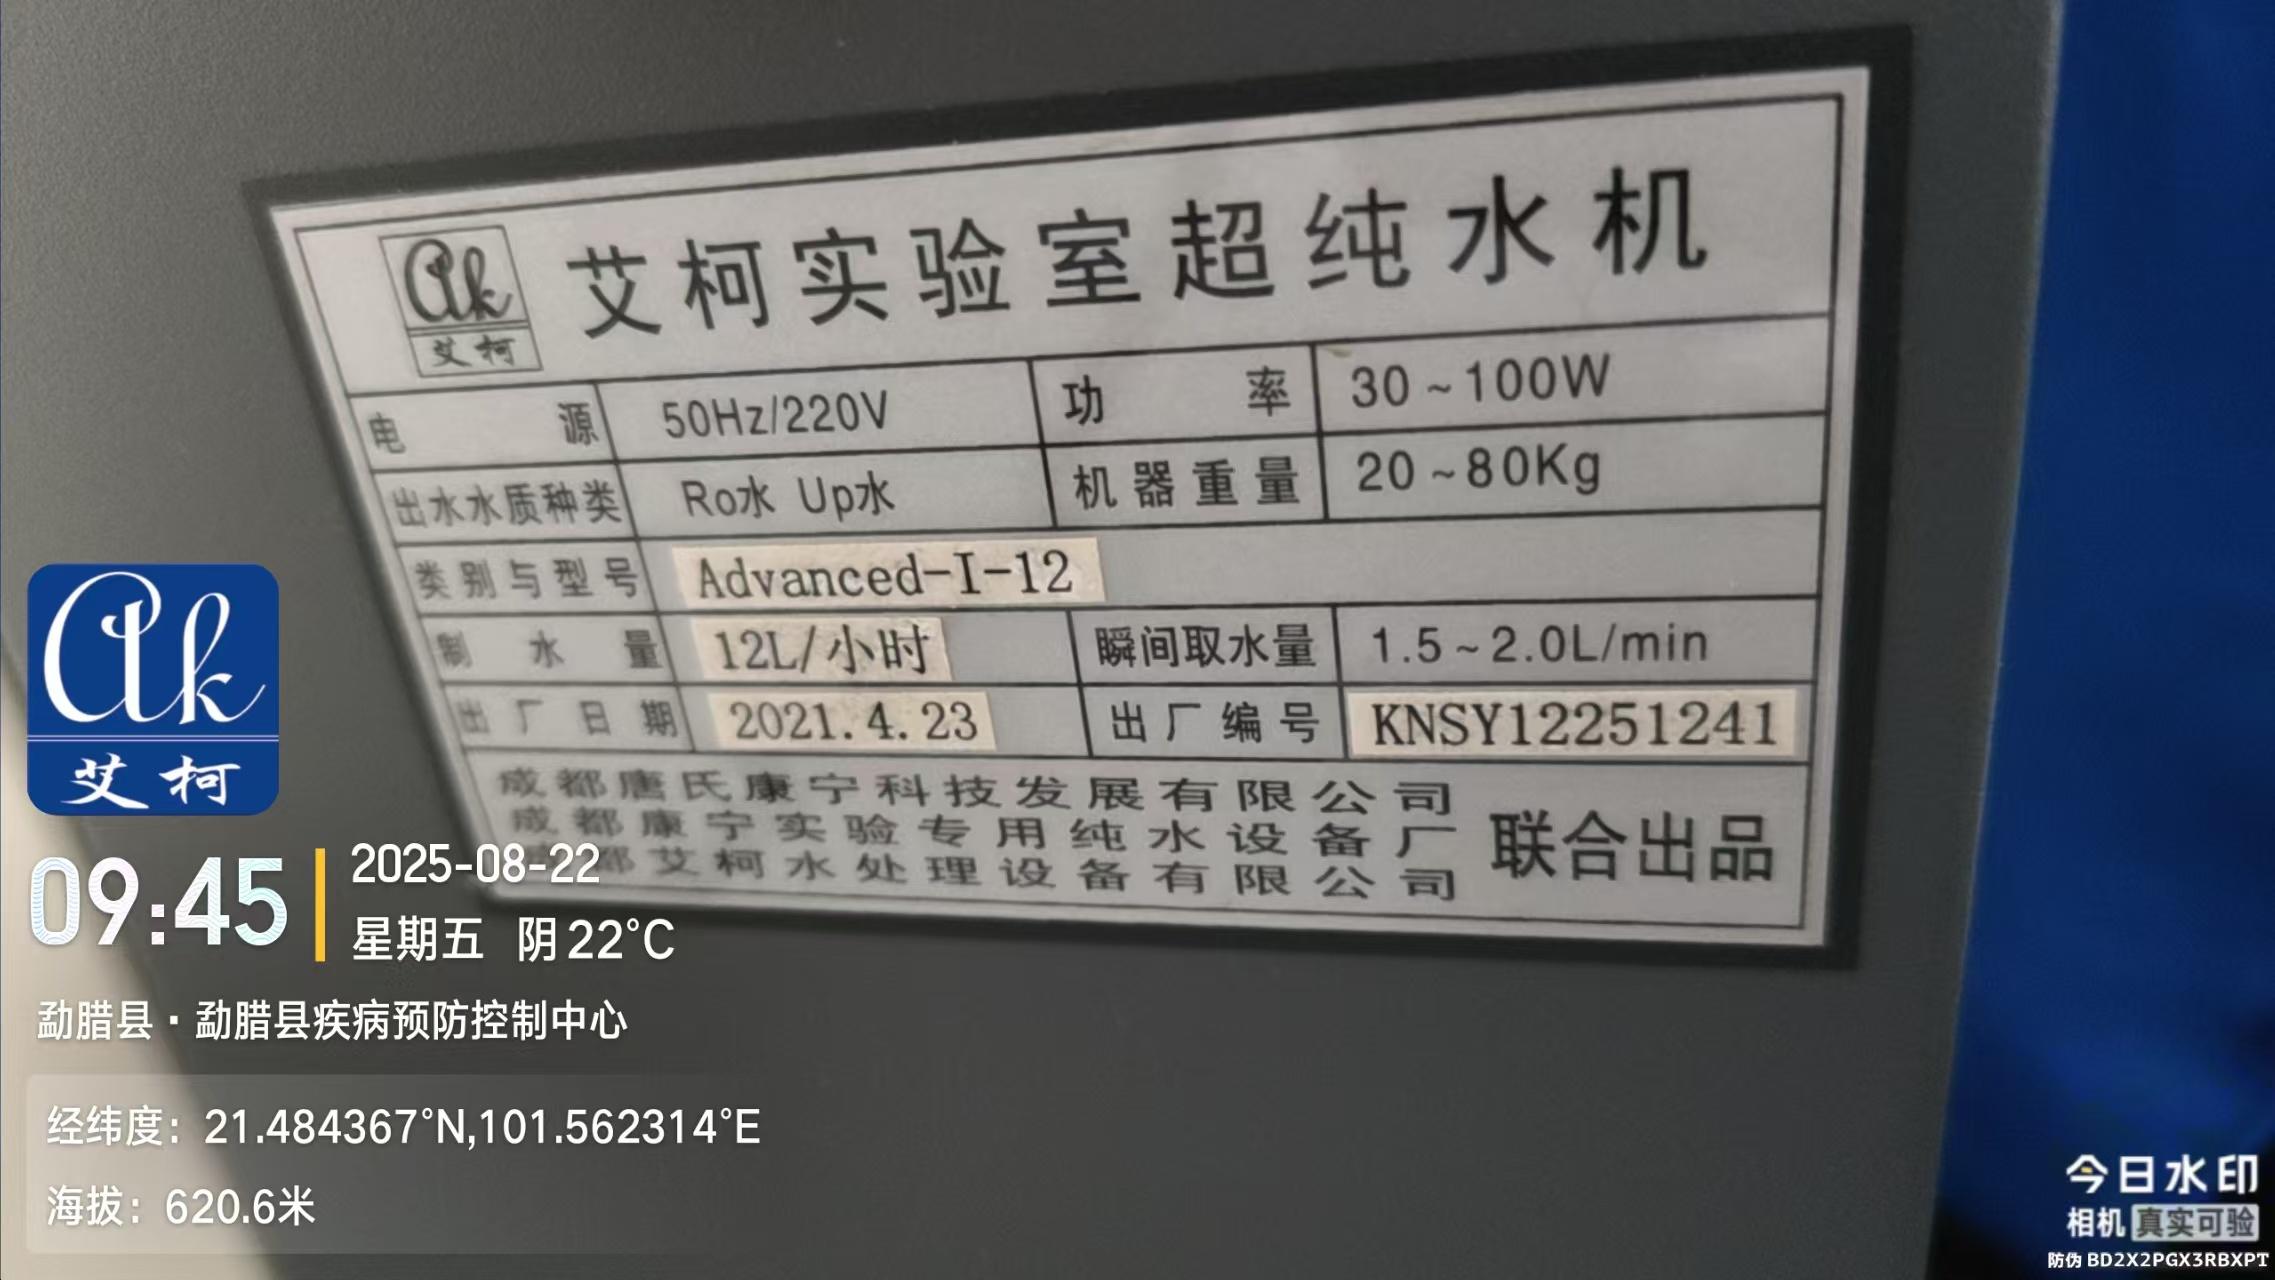 Ak
艾柯
艾柯实验室超纯水机
电源 50Hz/220V 功率 30~100W
出水水质种类 Ro水 Up水 机器重量 20~80Kg
类别与型号 Advanced-I-12
制水量 12L/小时 瞬间取水量 1.5~2.0L/min
出厂日期 2021.4.23 出厂编号 KNSY12251241
成都唐氏康宁科技发展有限公司
成都康宁实验专用纯水设备厂 联合出品
成都艾柯水处理设备有限公司
Ak
艾柯
09:45
2025-08-22
星期五 阴 22°C
勐腊县·勐腊县疾病预防控制中心
经纬度：21.484367°N,101.562314°E
海拔：620.6米
今日水印
相机 真实可验
防伪 BD2X2PGX3RBXPT